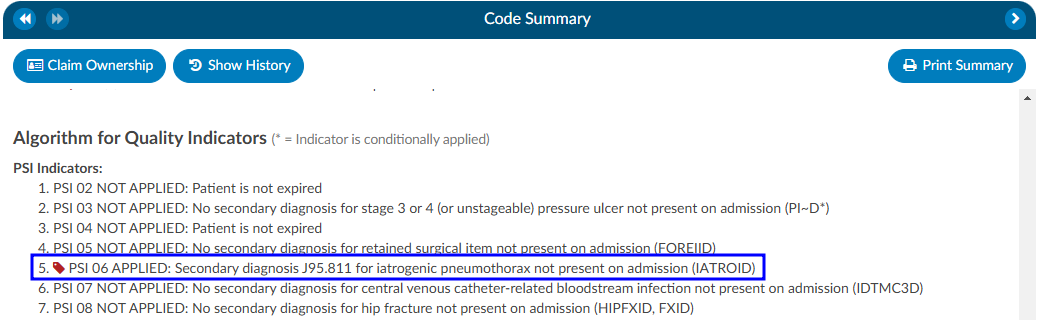 Code Summary
Claim Ownership
Show History
Print Summary
Algorithm for Quality Indicators (* = Indicator is conditionally applied)
PSI Indicators:
1. PSI 02 NOT APPLIED: Patient is not expired
2. PSI 03 NOT APPLIED: No secondary diagnosis for stage 3 or 4 (or unstageable) pressure ulcer not present on admission (PI~D*)
3. PSI 04 NOT APPLIED: Patient is not expired
4. PSI 05 NOT APPLIED: No secondary diagnosis for retained surgical item not present on admission (FOREIID)
5. PSI 06 APPLIED: Secondary diagnosis J95.811 for iatrogenic pneumothorax not present on admission (IATROID)
6. PSI 07 NOT APPLIED: No secondary diagnosis for central venous catheter-related bloodstream infection not present on admission (IDTMC3D)
7. PSI 08 NOT APPLIED: No secondary diagnosis for hip fracture not present on admission (HIPFXID, FXID)